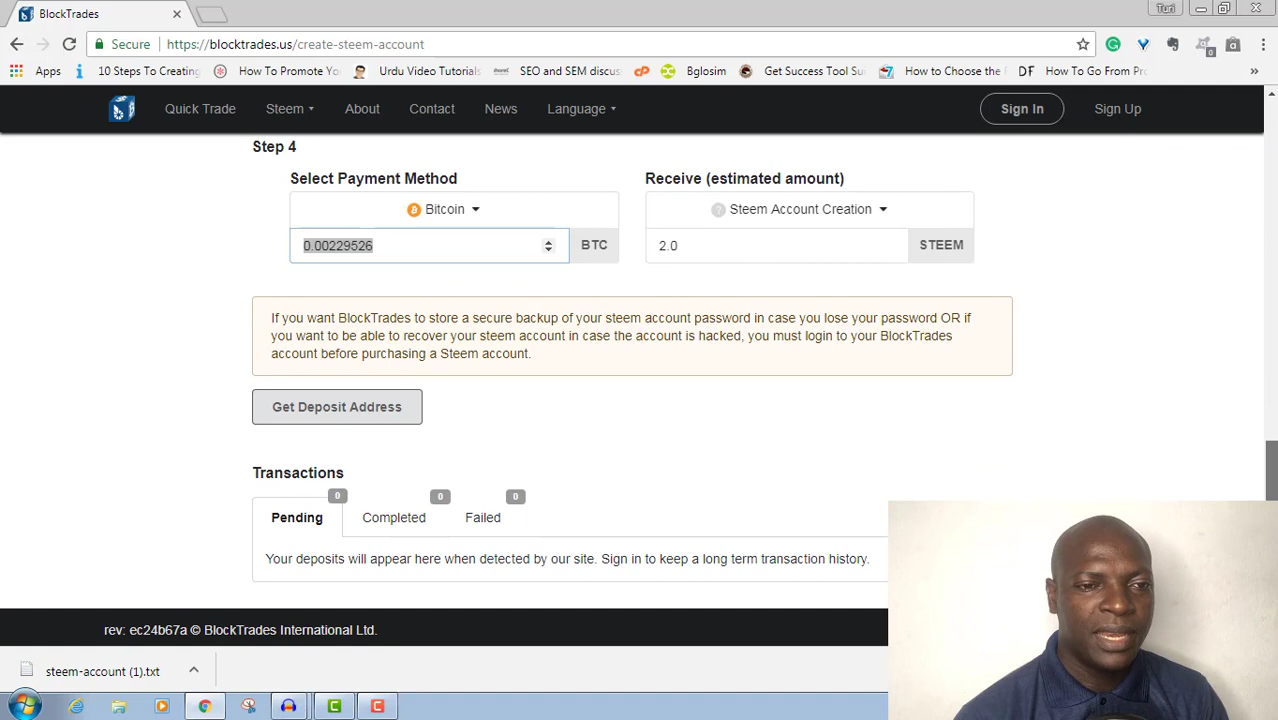 BlockTrades
Turi
Secure https://blocktrades.us/create-steem-account
Apps 10 Steps To Creating How To Promote Yo Urdu Video Tutorials SEO and SEM discus Bglosim Get Success Tool Su How to Choose the DF How To Go From Pr
Quick Trade Steem About Contact News Language Sign In Sign Up
Step 4
Select Payment Method Receive (estimated amount)
Bitcoin Steem Account Creation
0.00229526 BTC 2.0 STEEM
If you want BlockTrades to store a secure backup of your steem account password in case you lose your password OR if
you want to be able to recover your steem account in case the account is hacked, you must login to your BlockTrades
account before purchasing a Steem account.
Get Deposit Address
Transactions
0 0 0
Pending Completed Failed
Your deposits will appear here when detected by our site. Sign in to keep a long term transaction history.
rev: ec24b67a © BlockTrades International Ltd.
steem-account (1).txt